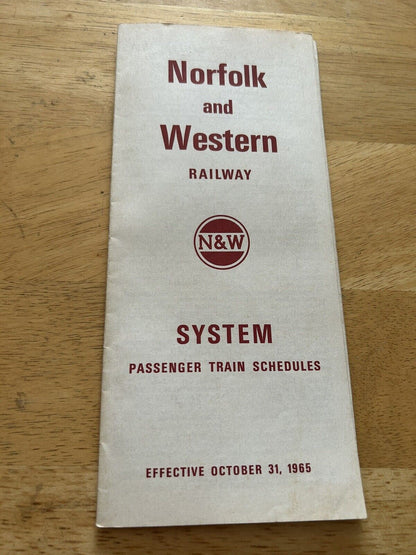 Norfolk
and
Western
RAILWAY
N&W
SYSTEM
PASSENGER TRAIN SCHEDULES
EFFECTIVE OCTOBER 31, 1965